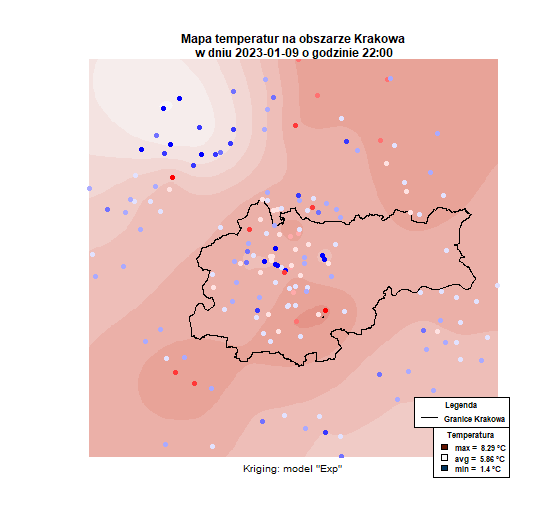 Mapa temperatur na obszarze Krakowa
w dniu 2023-01-09 o godzinie 22:00
Legenda
Granice Krakowa
Temperatura
max = 8.29 °C
avg = 5.86 °C
min = 1.4 °C
Kriging: model "Exp"